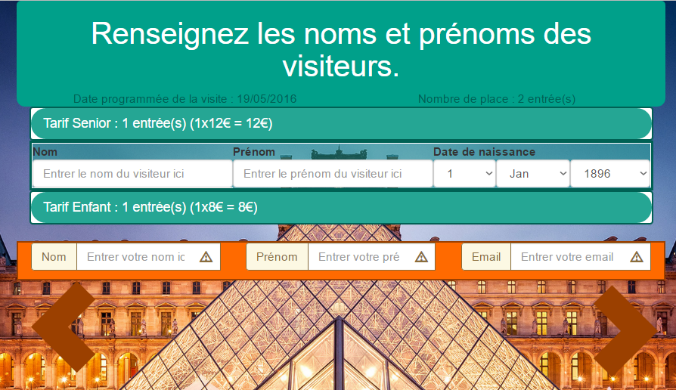 Renseignez les noms et prénoms des
visiteurs.
Date programmée de la visite : 19/05/2016 Nombre de place : 2 entrée(s)
Tarif Senior : 1 entrée(s) (1x12€ = 12€)
Nom Prénom Date de naissance
Entrer le nom du visiteur ici Entrer le prénom du visiteur ici 1 Jan 1896
Tarif Enfant : 1 entrée(s) (1x8€ = 8€)
Nom Entrer votre nom ic Prénom Entrer votre pré Email Entrer votre email